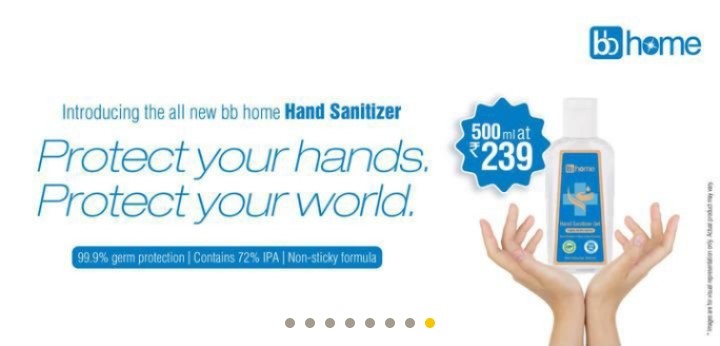 bb home
Introducing the all new bb home Hand Sanitizer
Protect your hands.
Protect your world.
99.9% germ protection | Contains 72% IPA | Non-sticky formula
500 ml at
₹239
bb home
Hand Sanitizer Gel
* Images are for visual representation only. Actual product may vary.